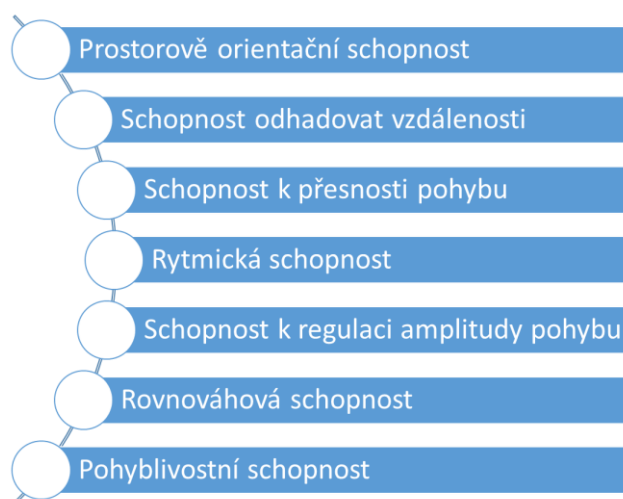 Prostorově orientační schopnost
Schopnost odhadovat vzdálenosti
Schopnost k přesnosti pohybu
Rytmická schopnost
Schopnost k regulaci amplitudy pohybu
Rovnováhová schopnost
Pohyblivostní schopnost